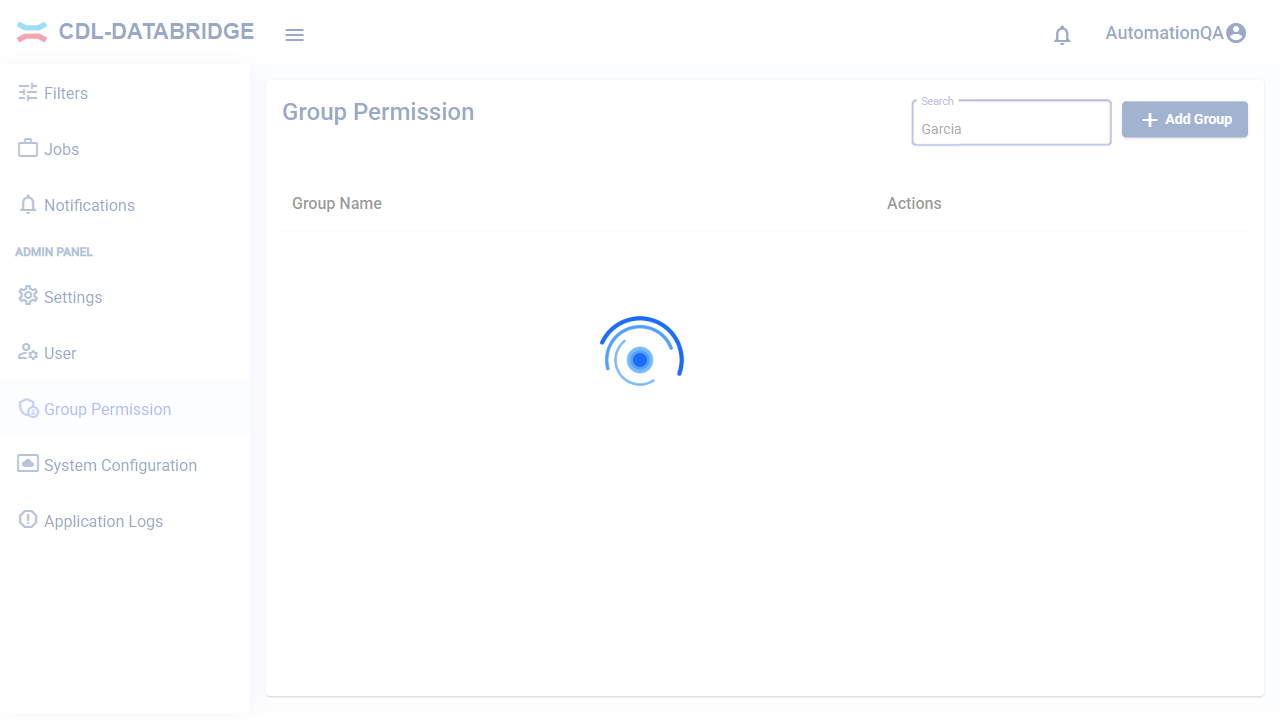 CDL-DATABRIDGE
AutomationQA
Filters
Jobs
Notifications
ADMIN PANEL
Settings
User
Group Permission
System Configuration
Application Logs
Group Permission
Search
Garcia
Add Group
Group Name
Actions